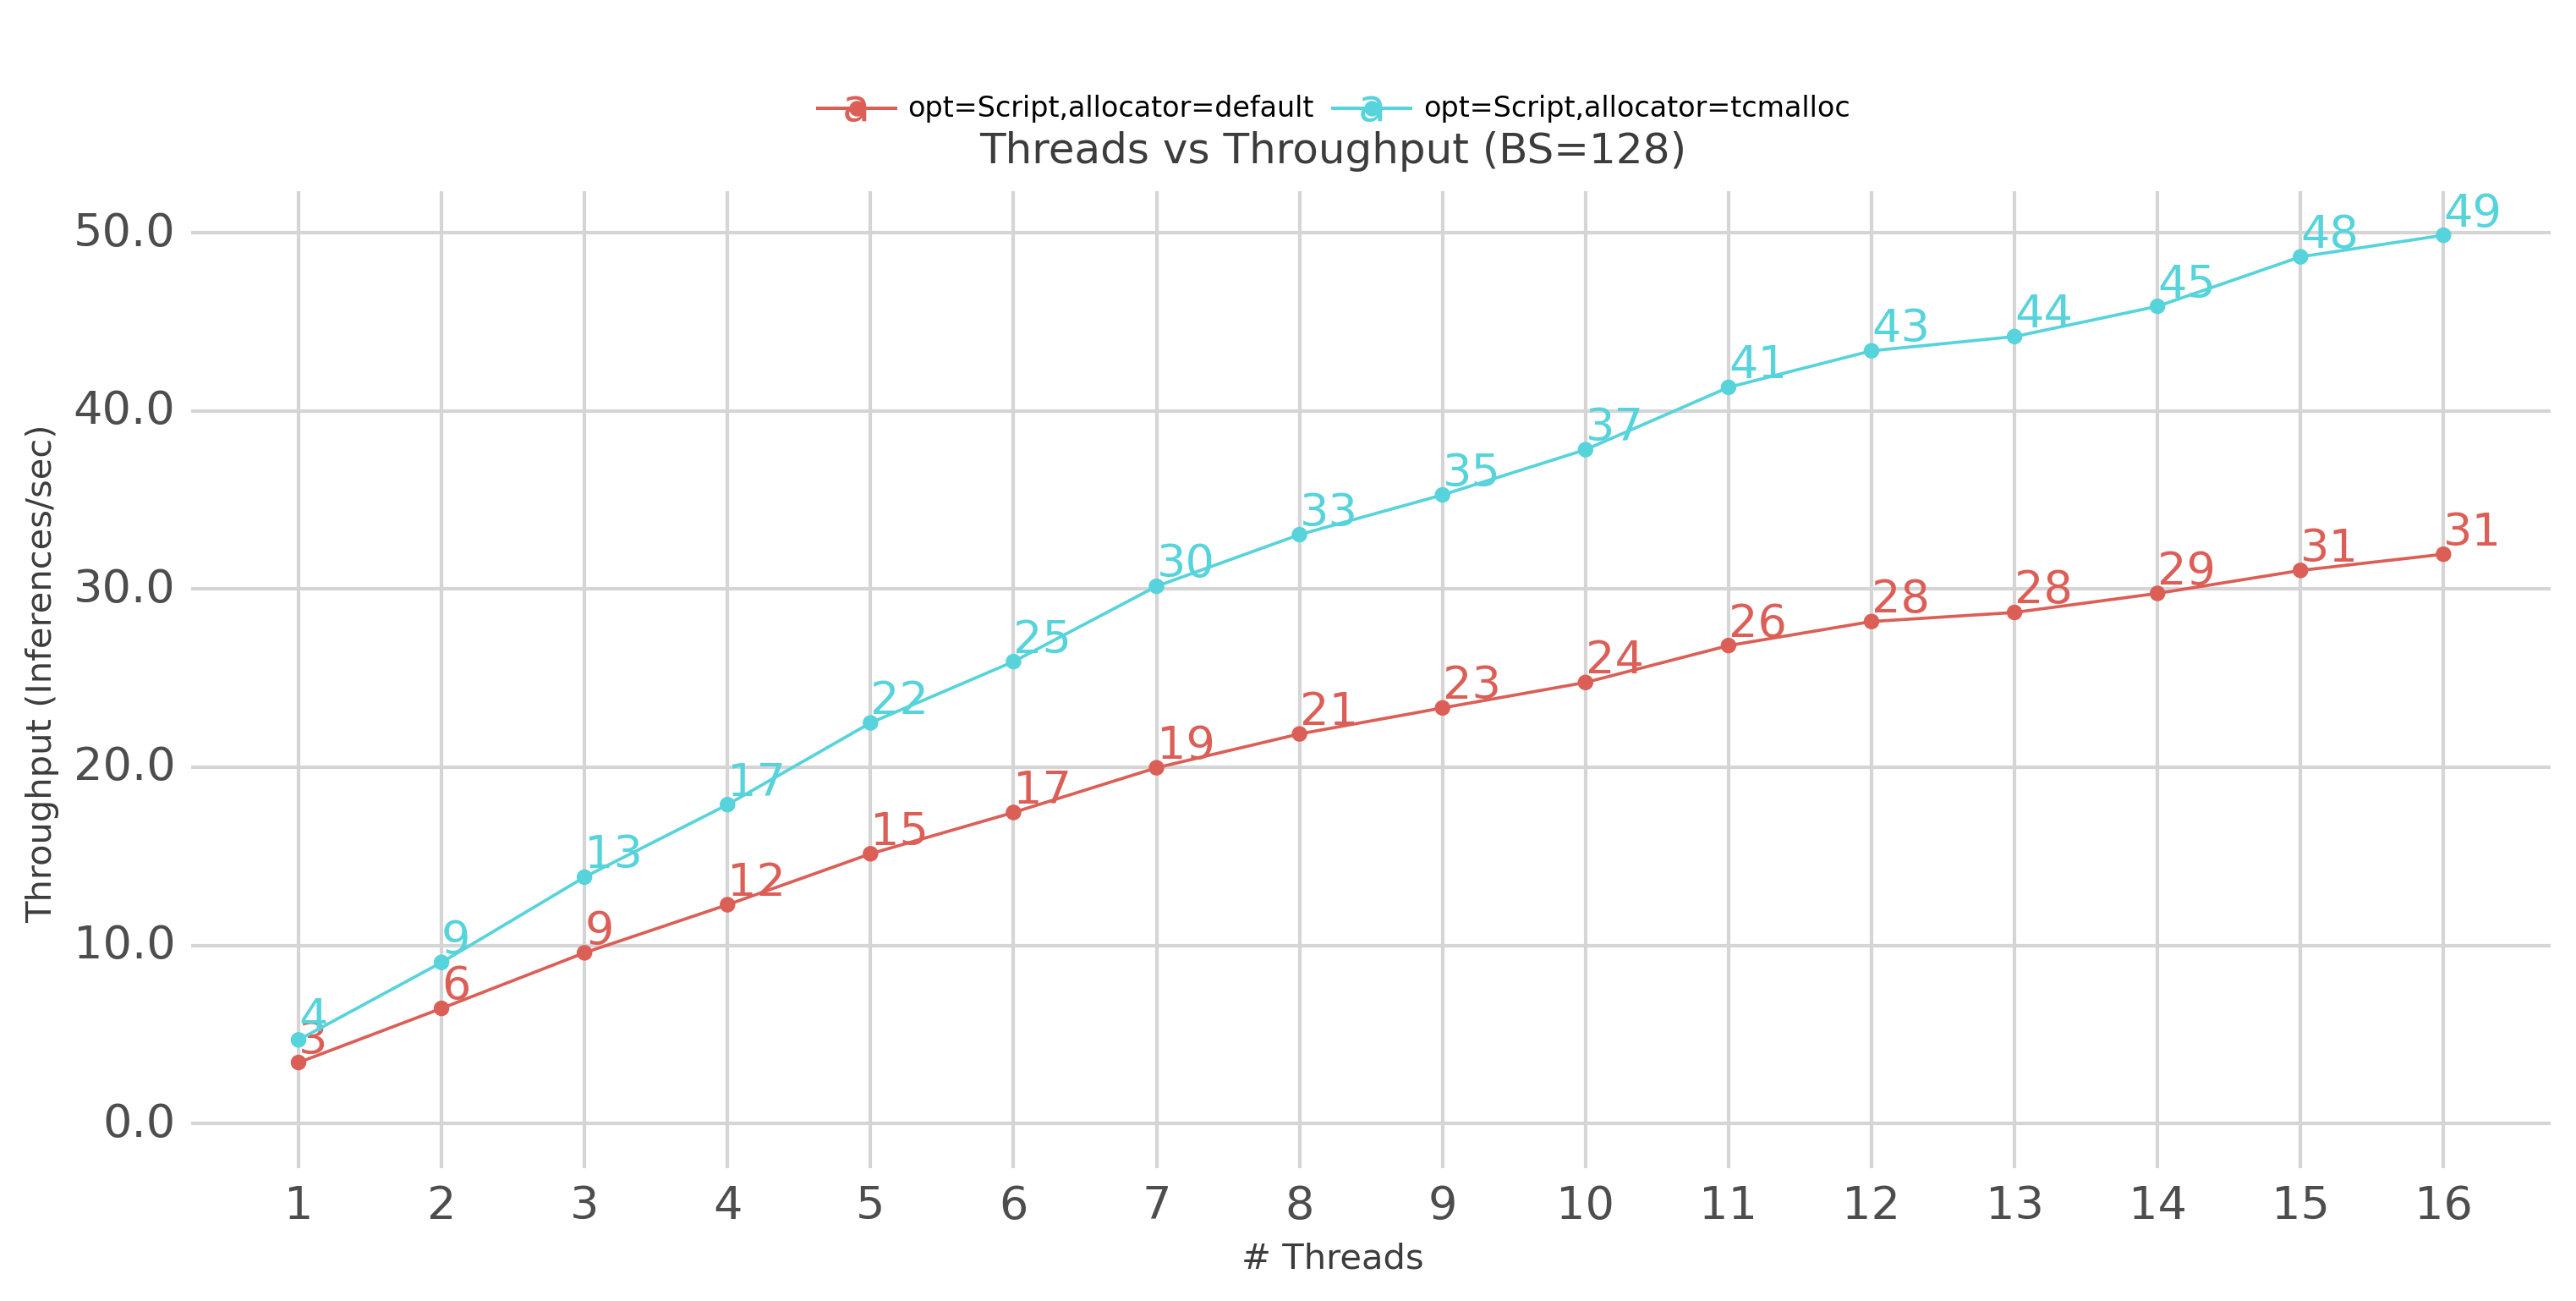 a opt=Script,allocator=default a opt=Script,allocator=tcmalloc
Threads vs Throughput (BS=128)
50.0
40.0
30.0
20.0
10.0
0.0
Throughput (Inferences/sec)
4 9 13 17 22 25 30 33 35 37 41 43 44 45 48 49
3 6 9 12 15 17 19 21 23 24 26 28 28 29 31 31
1 2 3 4 5 6 7 8 9 10 11 12 13 14 15 16
# Threads